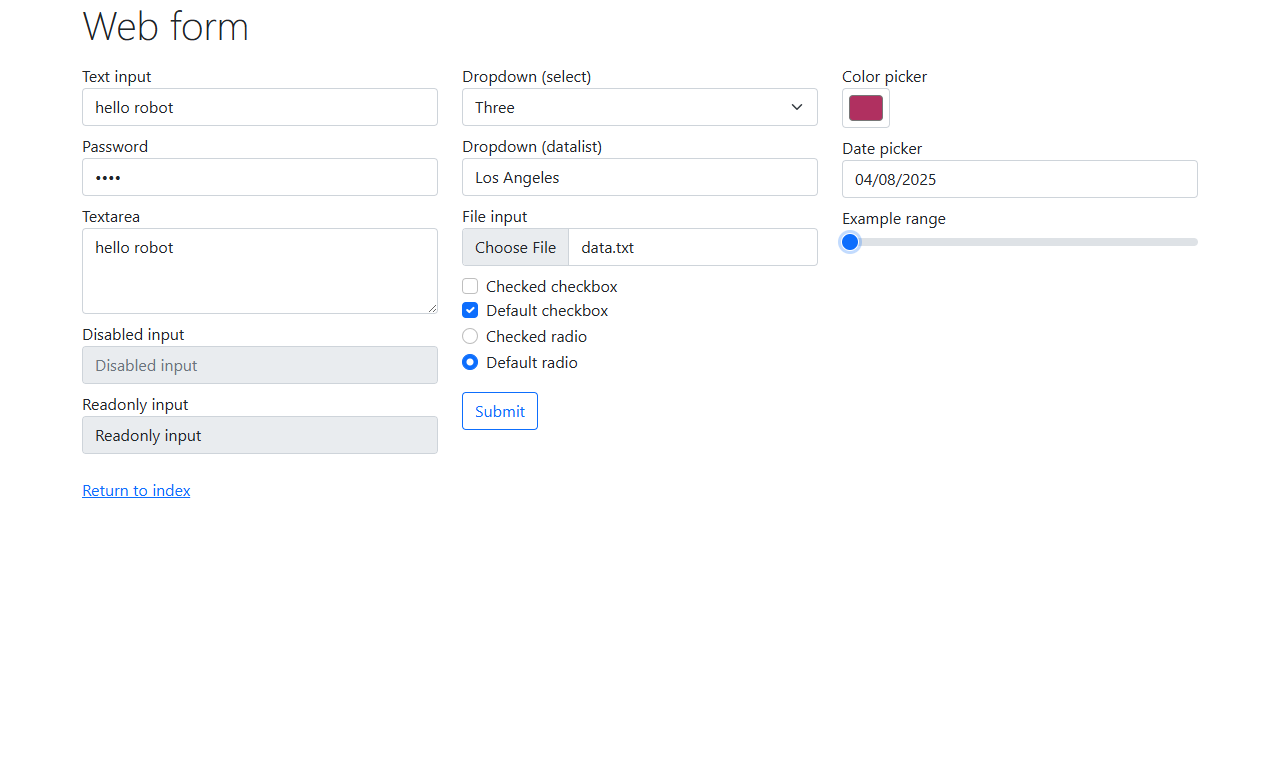 Web form
Text input
hello robot
Password
••••
Textarea
hello robot
Disabled input
Disabled input
Readonly input
Readonly input
Return to index
Dropdown (select)
Three
Dropdown (datalist)
Los Angeles
File input
Choose File data.txt
Checked checkbox
Default checkbox
Checked radio
Default radio
Submit
Color picker
Date picker
04/08/2025
Example range